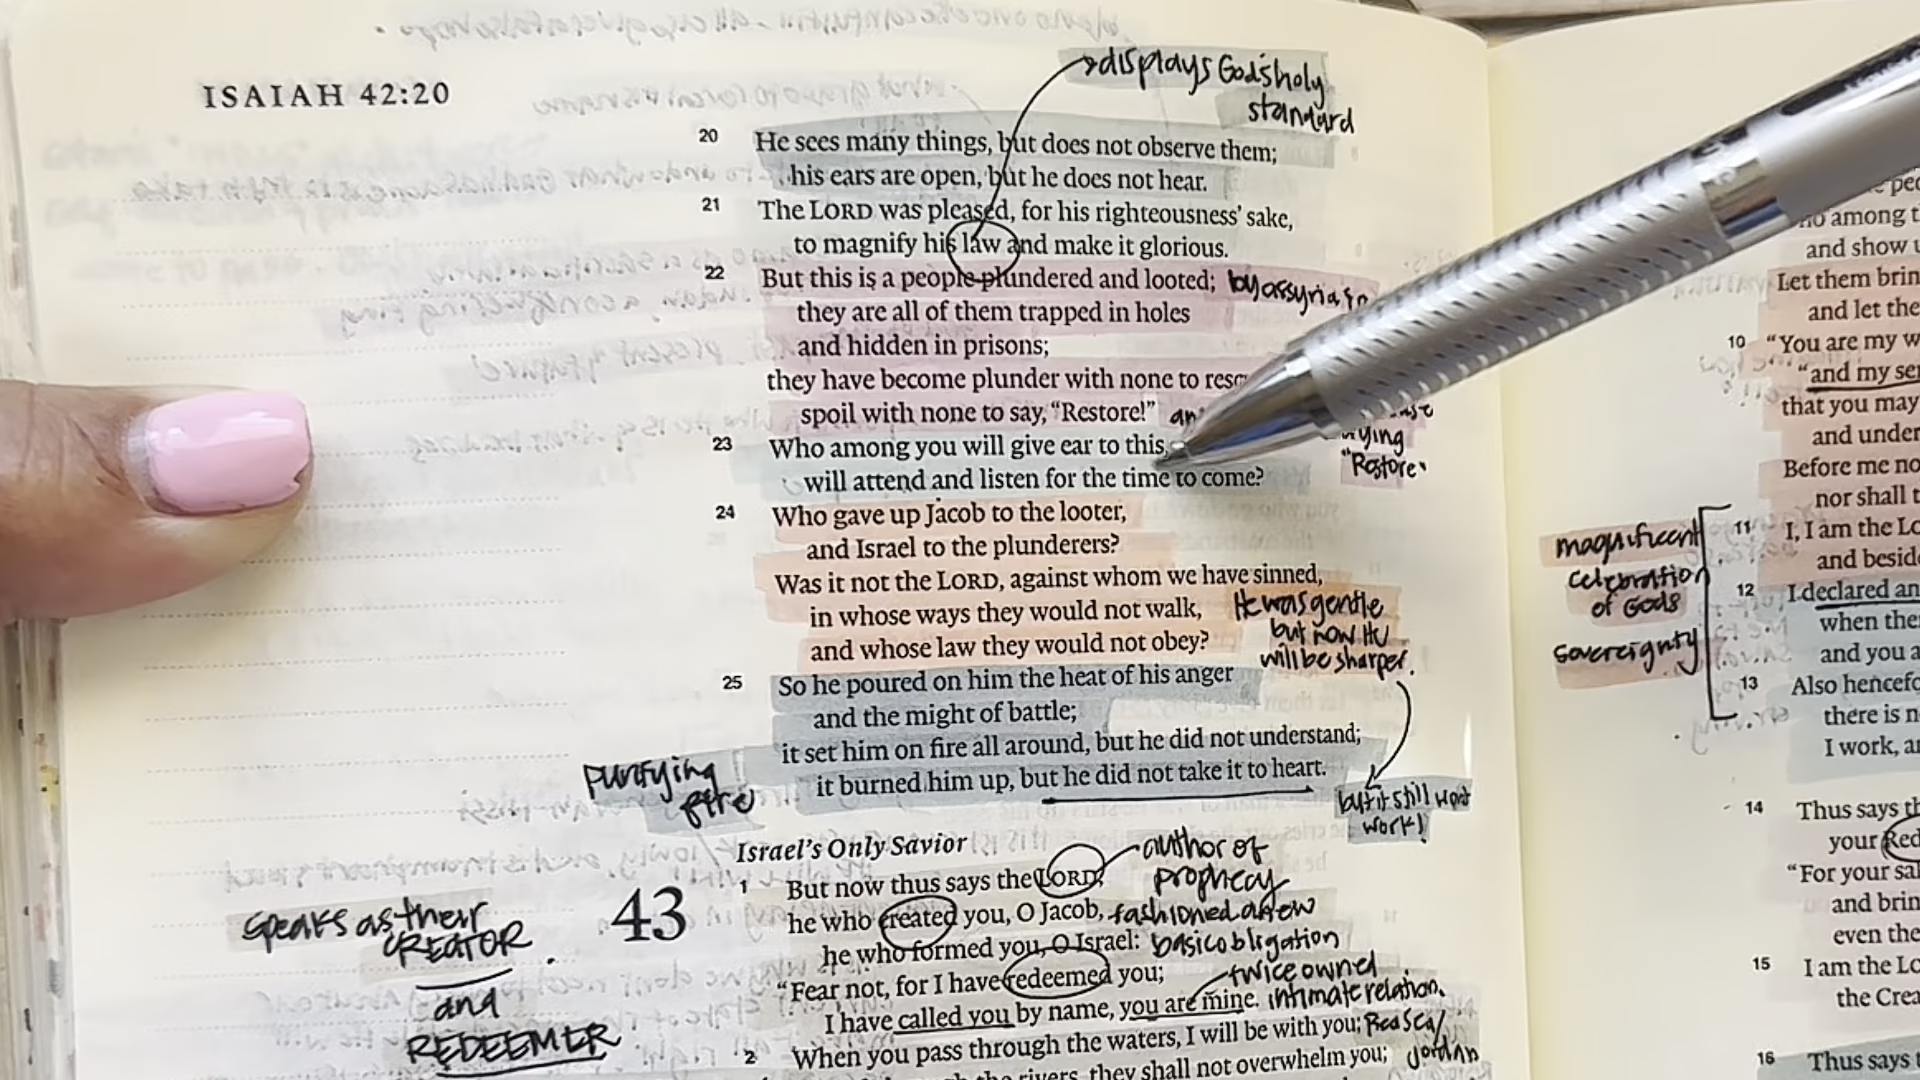 ISAIAH 42:20
displays God's holy
standard
20 He sees many things, but does not observe them;
his ears are open, but he does not hear.
21 The LORD was pleased, for his righteousness' sake,
to magnify his law and make it glorious.
22 But this is a people plundered and looted; by assyria &
they are all of them trapped in holes
and hidden in prisons;
they have become plunder with none to
spoil with none to say, "Restore!"
"Restore"
23 Who among you will give ear to this,
will attend and listen for the time to come?
24 Who gave up Jacob to the looter,
and Israel to the plunderers?
Was it not the LORD, against whom we have sinned,
in whose ways they would not walk,
and whose law they would not obey?
He was gentle
but now He
will be sharper.
25 So he poured on him the heat of his anger
and the might of battle;
it set him on fire all around, but he did not understand;
it burned him up, but he did not take it to heart.
purifying
fire
but it still wont
work!
Israel's Only Savior
43
1 But now thus says the LORD,
author of
prophecy
he who created you, O Jacob, fashioned anew
he who formed you, O Israel: basic obligation
"Fear not, for I have redeemed you; twice owned
I have called you by name, you are mine. intimate relation.
2 When you pass through the waters, I will be with you; Red Sea/
the rivers, they shall not overwhelm you; Jordan
speaks as their
CREATOR
and
REDEEMER
among
and show
Let them
and let the
10 "You are my
"and my
that you may
and
Before me
nor shall
11 I, I am the
and
12 I declared
when
and you
13 Also
there is
I work,
magnificent
celebration
of Gods
sovereignty
14 Thus says
your
"For your
and
even the
15 I am the
the
16 Thus says